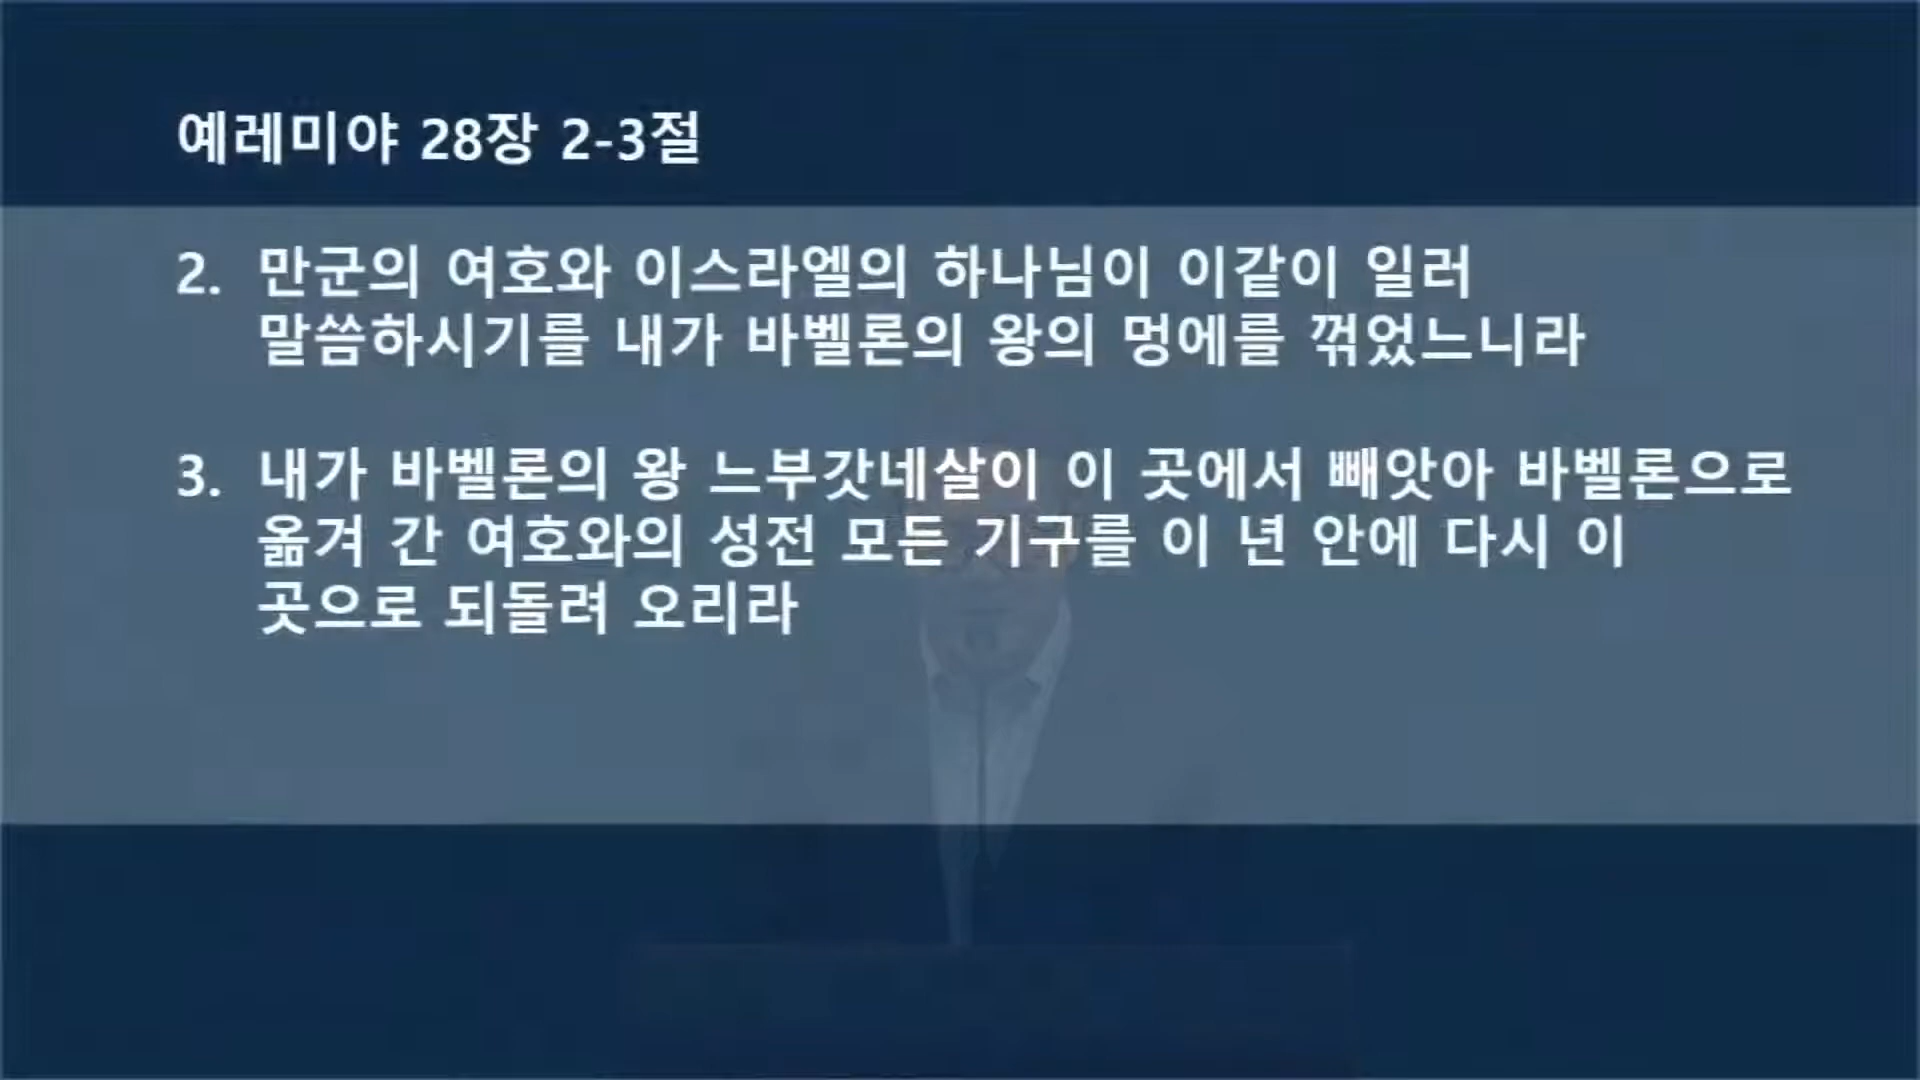 예레미야 28장 2-3절
2. 만군의 여호와 이스라엘의 하나님이 이같이 일러
말씀하시기를 내가 바벨론의 왕의 멍에를 꺾었느니라
3. 내가 바벨론의 왕 느부갓네살이 이 곳에서 빼앗아 바벨론으로
옮겨 간 여호와의 성전 모든 기구를 이 년 안에 다시 이
곳으로 되돌려 오리라